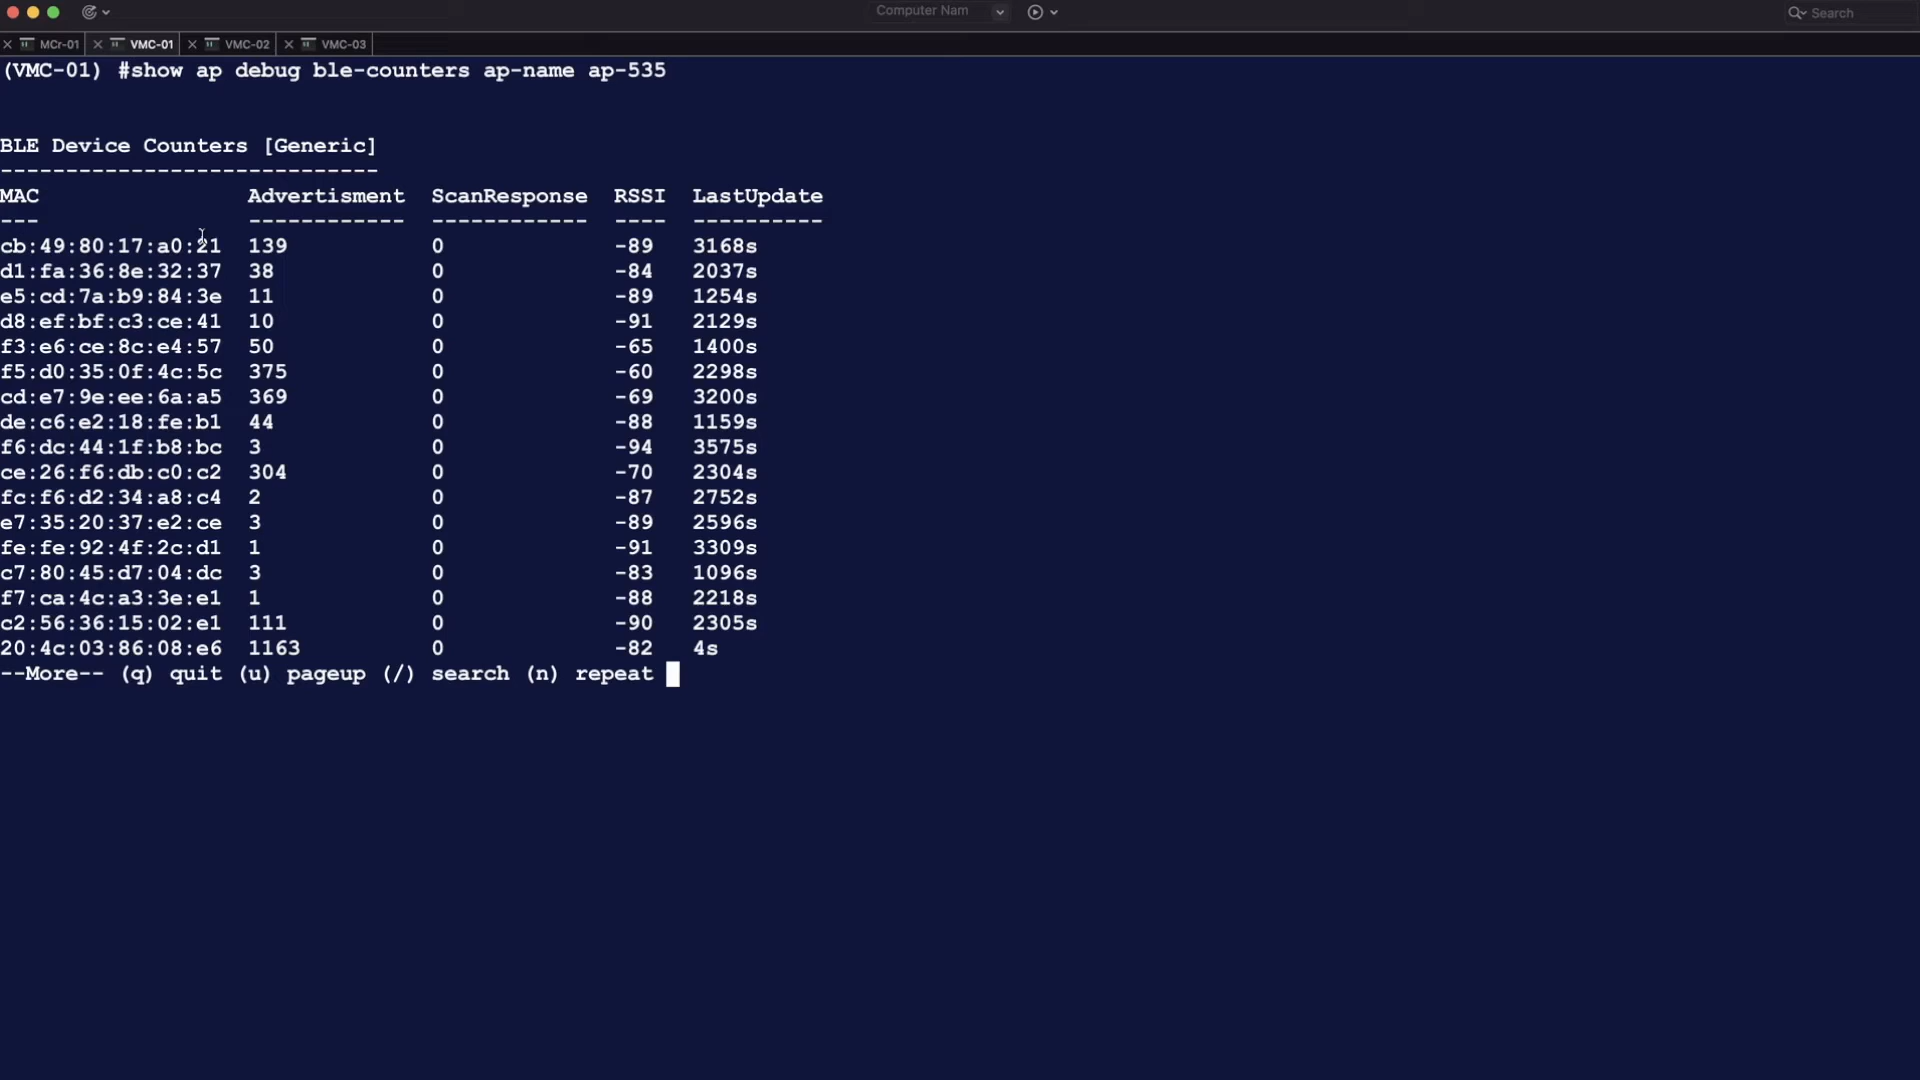 Computer Nam
Search
MCr-01
VMC-01
VMC-02
VMC-03
(VMC-01) #show ap debug ble-counters ap-name ap-535
BLE Device Counters [Generic]
-----------------------------
MAC Advertisment ScanResponse RSSI LastUpdate
--- ------------ ------------ ---- ----------
cb:49:80:17:a0:21 139 0 -89 3168s
d1:fa:36:8e:32:37 38 0 -84 2037s
e5:cd:7a:b9:84:3e 11 0 -89 1254s
d8:ef:bf:c3:ce:41 10 0 -91 2129s
f3:e6:ce:8c:e4:57 50 0 -65 1400s
f5:d0:35:0f:4c:5c 375 0 -60 2298s
cd:e7:9e:ee:6a:a5 369 0 -69 3200s
de:c6:e2:18:fe:b1 44 0 -88 1159s
f6:dc:44:1f:b8:bc 3 0 -94 3575s
ce:26:f6:db:c0:c2 304 0 -70 2304s
fc:f6:d2:34:a8:c4 2 0 -87 2752s
e7:35:20:37:e2:ce 3 0 -89 2596s
fe:fe:92:4f:2c:d1 1 0 -91 3309s
c7:80:45:d7:04:dc 3 0 -83 1096s
f7:ca:4c:a3:3e:e1 1 0 -88 2218s
c2:56:36:15:02:e1 111 0 -90 2305s
20:4c:03:86:08:e6 1163 0 -82 4s
--More-- (q) quit (u) pageup (/) search (n) repeat